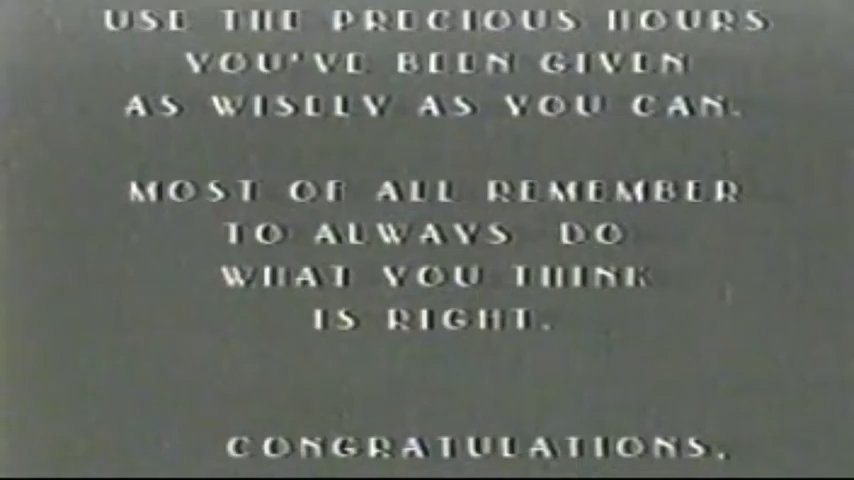 USE THE PRECIOUS HOURS
YOU'VE BEEN GIVEN
AS WISELY AS YOU CAN.
MOST OF ALL REMEMBER
TO ALWAYS DO
WHAT YOU THINK
IS RIGHT.
CONGRATULATIONS,